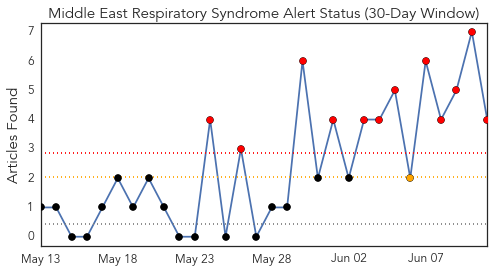 Middle East Respiratory Syndrome Alert Status (30-Day Window)
Articles Found
7
6
5
4
3
2
1
0
May 13 May 18 May 23 May 28 Jun 02 Jun 07